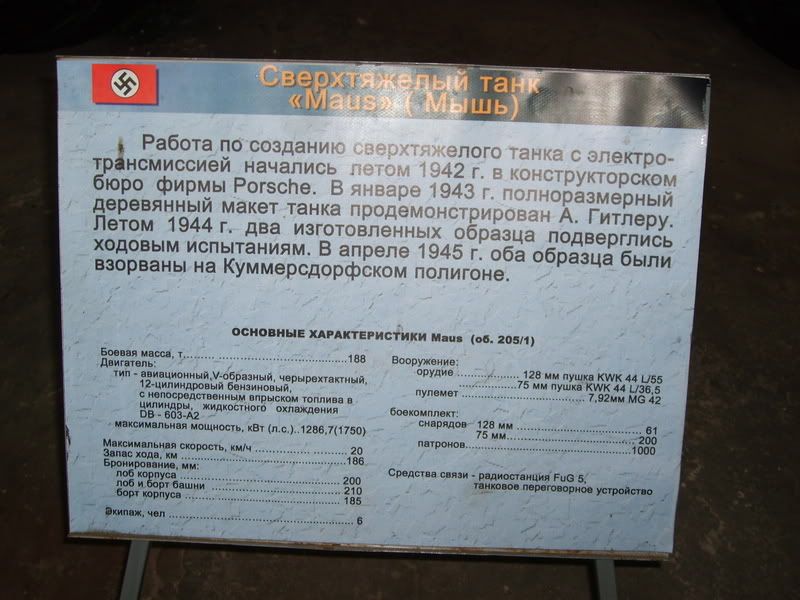 Сверхтяжелый танк
«Maus» ( Мышь)
Работа по созданию сверхтяжелого танка с электро-
трансмиссией начались летом 1942 г. в конструкторском
бюро фирмы Porsche. В январе 1943 г. полноразмерный
деревянный макет танка продемонстрирован А. Гитлеру.
Летом 1944 г. два изготовленных образца подверглись
ходовым испытаниям. В апреле 1945 г. оба образца были
взорваны на Куммерсдорфском полигоне.
ОСНОВНЫЕ ХАРАКТЕРИСТИКИ Maus (об. 205/1)
Боевая масса, т...........................................188
Двигатель:
тип - авиационный,V-образный, черырехтактный,
12-цилиндровый бензиновый,
с непосредственным впрыском топлива в
цилиндры, жидкостного охлаждения
DB - 603-A2
максимальная мощность, кВт (л.с.)..1286,7(1750)
Максимальная скорость, км/ч ........................ 20
Запас хода, км ..........................................186
Бронирование, мм:
лоб корпуса ........................................ 200
лоб и борт башни ................................ 210
борт корпуса ....................................... 185
Экипаж, чел ................................................ 6
Вооружение:
орудие .................. 128 мм пушка KWK 44 L/55
...............75 мм пушка KWK 44 L/36,5
пулемет .................................. 7,92мм MG 42
боекомплект:
снарядов 128 мм ................................... 61
75 мм................................... 200
патронов................................................1000
Средства связи - радиостанция FuG 5,
танковое переговорное устройство